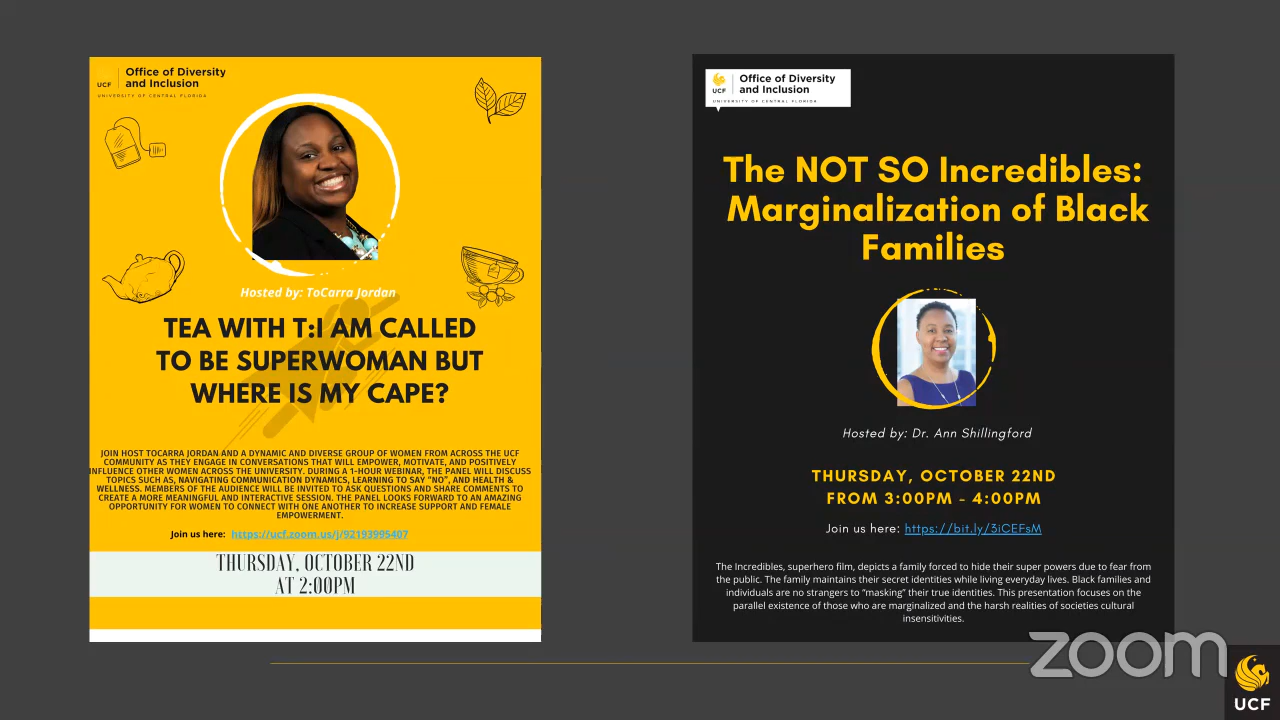 UCF
Office of Diversity
and Inclusion
UNIVERSITY OF CENTRAL FLORIDA
Hosted by: ToCarra Jordan
TEA WITH T:I AM CALLED
TO BE SUPERWOMAN BUT
WHERE IS MY CAPE?
JOIN HOST TOCARRA JORDAN AND A DYNAMIC AND DIVERSE GROUP OF WOMEN FROM ACROSS THE UCF
COMMUNITY AS THEY ENGAGE IN CONVERSATIONS THAT WILL EMPOWER, MOTIVATE, AND POSITIVELY
INFLUENCE OTHER WOMEN ACROSS THE UNIVERSITY. DURING A 1-HOUR WEBINAR, THE PANEL WILL DISCUSS
TOPICS SUCH AS, NAVIGATING COMMUNICATION DYNAMICS, LEARNING TO SAY "NO", AND HEALTH &
WELLNESS. MEMBERS OF THE AUDIENCE WILL BE INVITED TO ASK QUESTIONS AND SHARE COMMENTS TO
CREATE A MORE MEANINGFUL AND INTERACTIVE SESSION. THE PANEL LOOKS FORWARD TO AN AMAZING
OPPORTUNITY FOR WOMEN TO CONNECT WITH ONE ANOTHER TO INCREASE SUPPORT AND FEMALE
EMPOWERMENT.
Join us here: https://ucf.zoom.us/j/92193995407
THURSDAY, OCTOBER 22ND
AT 2:00PM
UCF
Office of Diversity
and Inclusion
UNIVERSITY OF CENTRAL FLORIDA
The NOT SO Incredibles:
Marginalization of Black
Families
Hosted by: Dr. Ann Shillingford
THURSDAY, OCTOBER 22ND
FROM 3:00PM - 4:00PM
Join us here: https://bit.ly/3iCEFsM
The Incredibles, superhero film, depicts a family forced to hide their super powers due to fear from
the public. The family maintains their secret identities while living everyday lives. Black families and
individuals are no strangers to “masking” their true identities. This presentation focuses on the
parallel existence of those who are marginalized and the harsh realities of societies cultural
insensitivities.
zoom
UCF